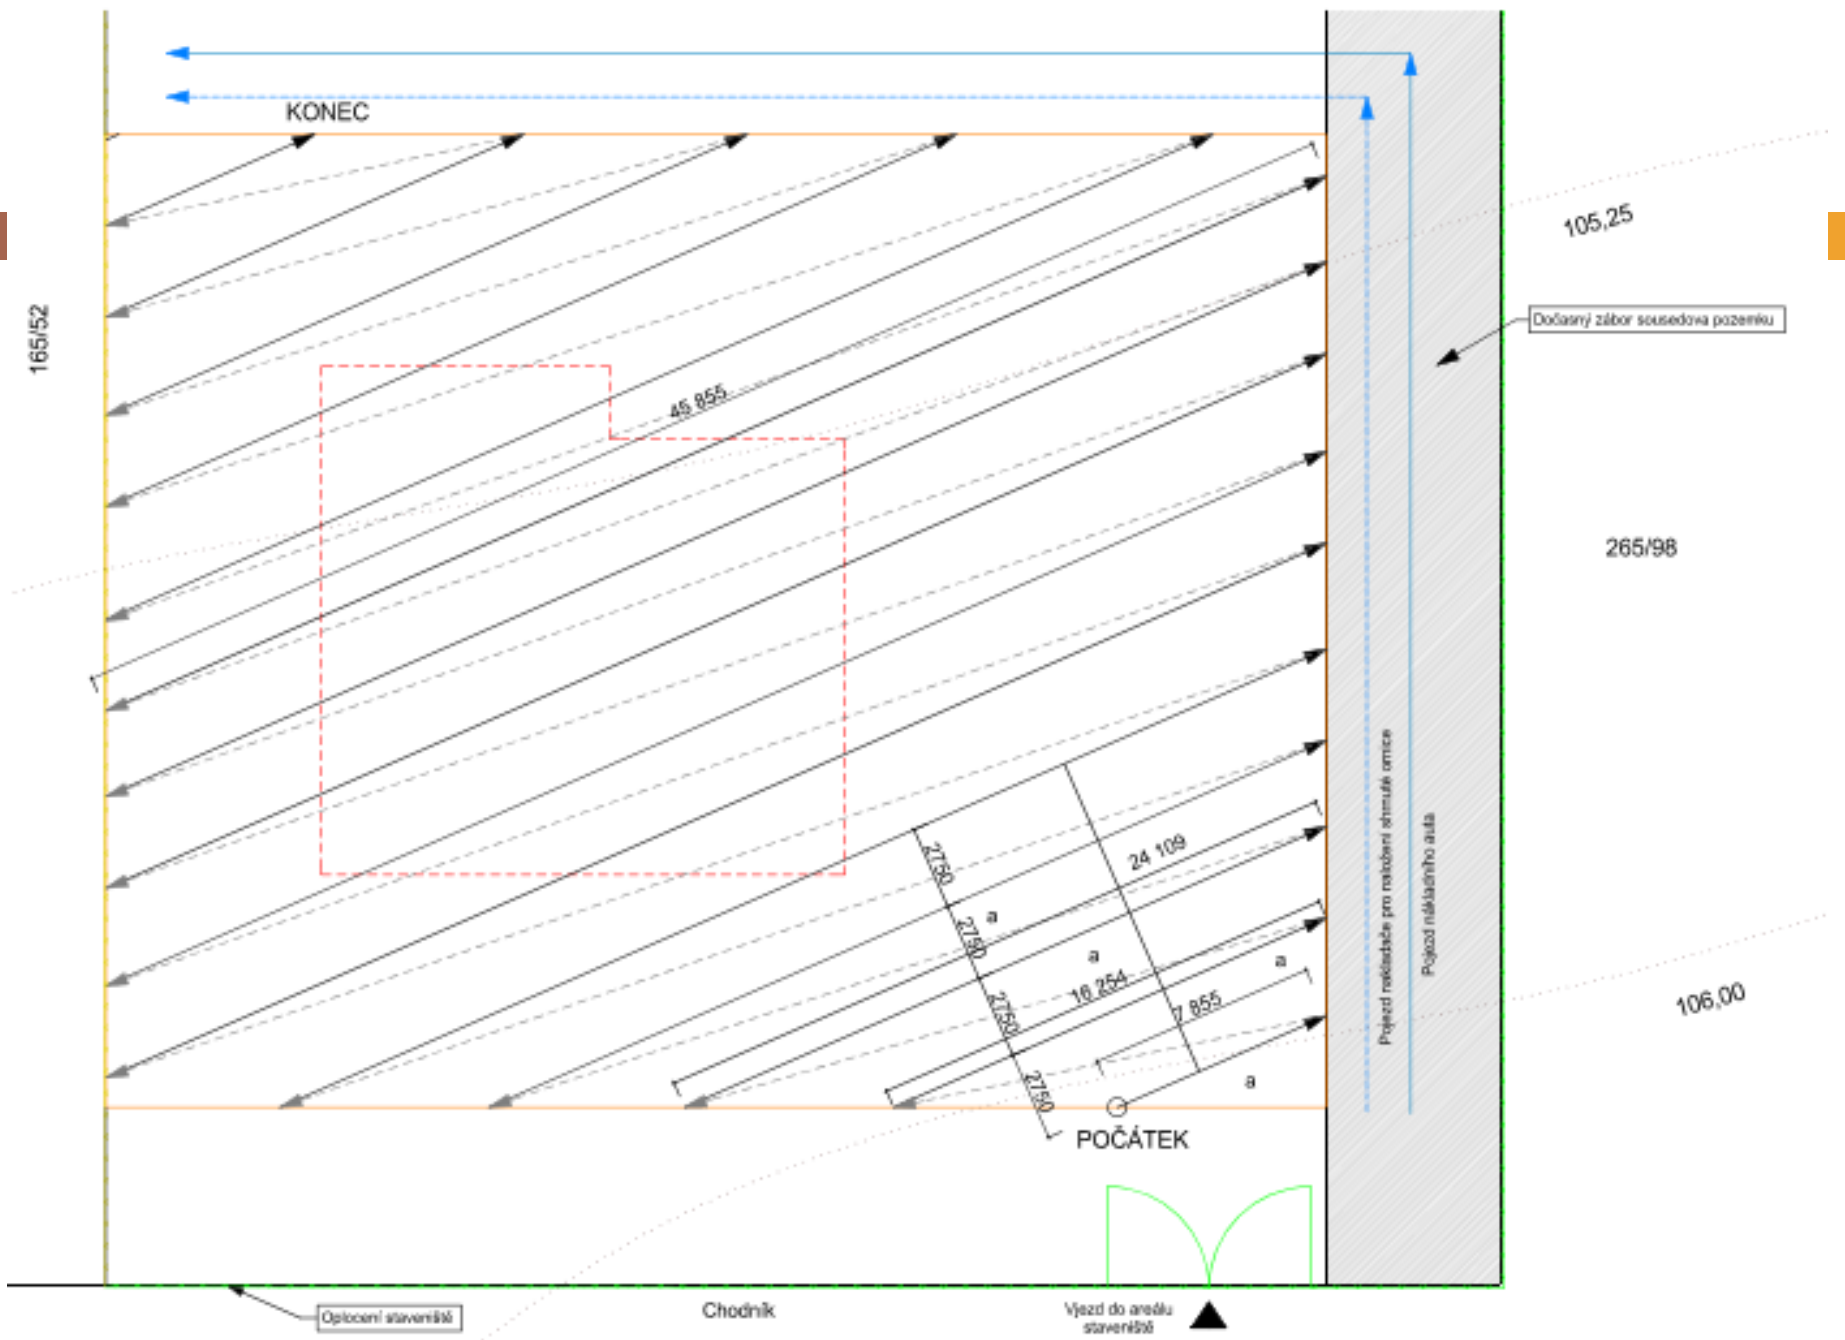 KONEC
105,25
165/52
Dočasný zábor sousedova pozemku
45 855
265/98
Pojezd nakladače pro naložení shrnuté ornice
Pojezd nákladního auta
2750
24 109
a
2750
a
a
16 254
2750
7 855
106,00
2750
a
POČÁTEK
Oplocení staveniště
Chodník
Vjezd do areálu
staveniště